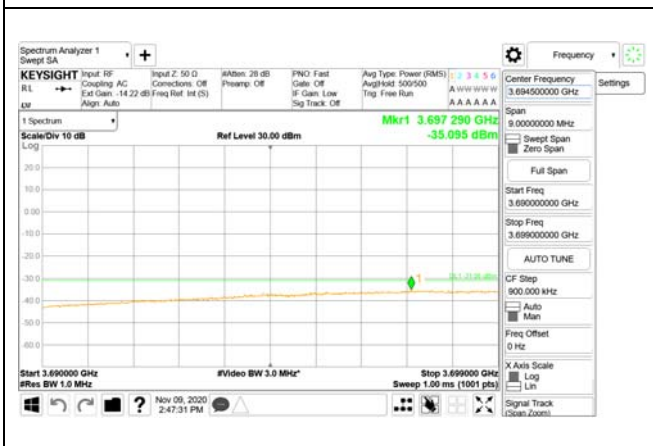 Spectrum Analyzer 1
Swept SA
+
Frequency
KEYSIGHT
Input: RF
Input Z: 50 Ω
#Atten: 28 dB
PNO: Fast
Avg Type: Power (RMS)
1 2 3 4 5 6
RL
Coupling: AC
Corrections: Off
Preamp: Off
Gate: Off
Avg|Hold: 500/500
A W W W W W
Ext Gain: -14.22 dB
Freq Ref: Int (S)
IF Gain: Low
Trig: Free Run
Align: Auto
Sig Track: Off
A A A A A A
1 Spectrum
Mkr1 3.697 290 GHz
Scale/Div 10 dB
Ref Level 30.00 dBm
-35.095 dBm
Log
20.0
10.0
0.00
-10.0
-20.0
-30.0
-40.0
-50.0
-60.0
1
Start 3.690000 GHz
#Video BW 3.0 MHz*
Stop 3.699000 GHz
#Res BW 1.0 MHz
Sweep 1.00 ms (1001 pts)
?
Nov 09, 2020
2:47:31 PM
Center Frequency
3.694500000 GHz
Settings
Span
9.00000000 MHz
Swept Span
Zero Span
Full Span
Start Freq
3.690000000 GHz
Stop Freq
3.699000000 GHz
AUTO TUNE
CF Step
900.000 kHz
Auto
Man
Freq Offset
0 Hz
X Axis Scale
Log
Lin
Signal Track
(Span Zoom)